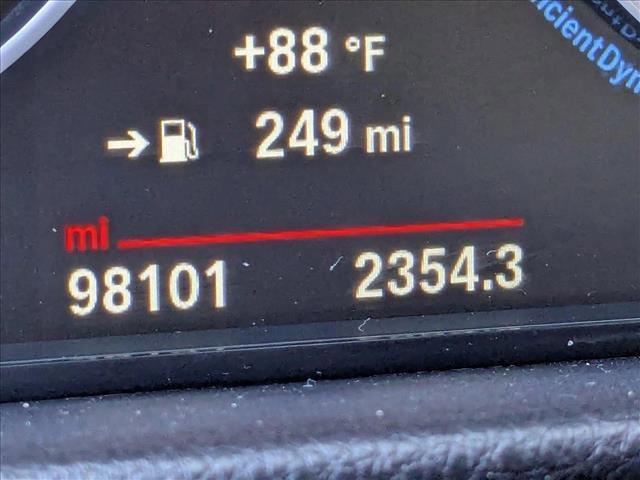 +88 °F
→ 249 mi
mi
98101 2354.3